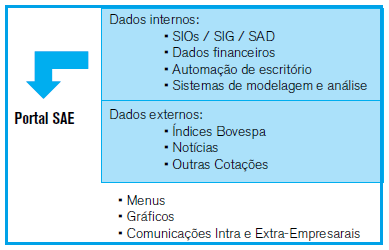 Dados internos:
• SIOs / SIG / SAD
• Dados financeiros
• Automação de escritório
• Sistemas de modelagem e análise
Portal SAE
Dados externos:
• Índices Bovespa
• Notícias
• Outras Cotações
• Menus
• Gráficos
• Comunicações Intra e Extra-Empresarais